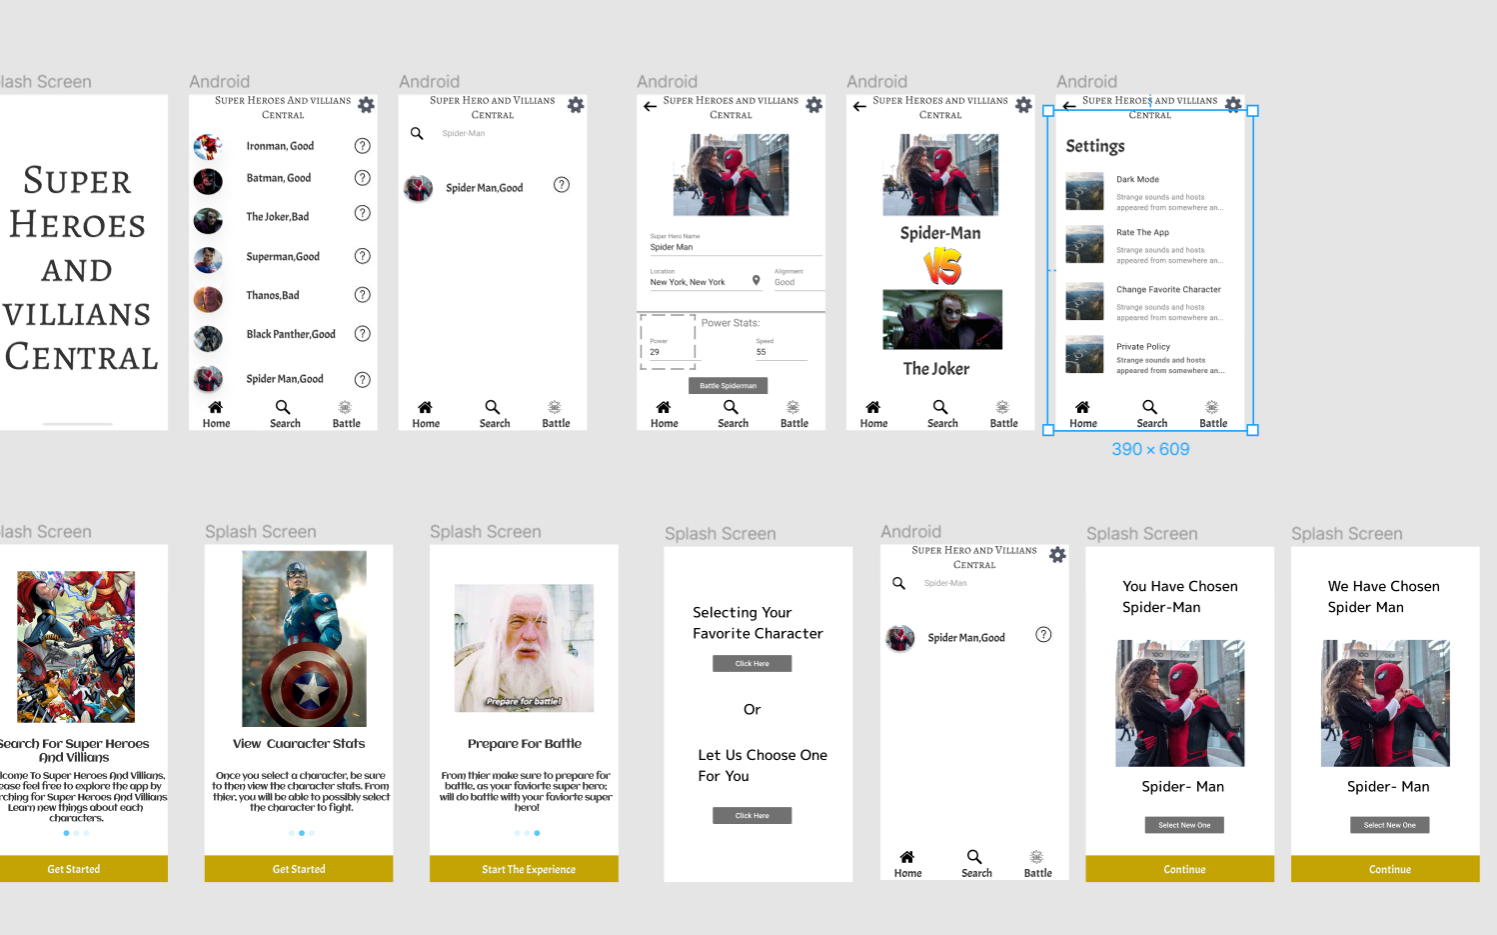 lash Screen
Super
Heroes
and
villians
Central
Android
Super Heroes And villians
Central
Ironman, Good
?
Batman, Good
?
The Joker,Bad
?
Superman,Good
?
Thanos,Bad
?
Black Panther,Good
?
Spider Man,Good
?
Home
Search
Battle
Android
Super Hero and Villians
Central
Spider-Man
Spider Man,Good
?
Home
Search
Battle
Android
Super Heroes and villians
Central
Super Hero Name
Spider Man
Location
Alignment
New York, New York
Good
Power Stats:
Power
Speed
29
55
Battle Spiderman
Home
Search
Battle
Android
Super Heroes and villians
Central
Spider-Man
VS
The Joker
Home
Search
Battle
Android
Super Heroes and villians
Central
Settings
Dark Mode
Strange sounds and hosts
appeared from somewhere an...
Rate The App
Strange sounds and hosts
appeared from somewhere an...
Change Favorite Character
Strange sounds and hosts
appeared from somewhere an...
Private Policy
Strange sounds and hosts
appeared from somewhere an...
Home
Search
Battle
390 × 609
lash Screen
Search For Super Heroes
And Villians
lcome To Super Heroes And Villians,
ease feel free to explore the app by
rching for Super Heroes And Villians
Learn new things about each
characters.
Get Started
Splash Screen
View Cuaracter Stats
Once you select a character, be sure
to then view the character stats. From
thier, you will be able to possibly select
the character to fight.
Get Started
Splash Screen
Prepare for battle!
Prepare For Battle
From thier make sure to prepare for
battle, as your faviorte super hero;
will do battle with your faviorte super
hero!
Start The Experience
Splash Screen
Selecting Your
Favorite Character
Click Here
Or
Let Us Choose One
For You
Click Here
Android
Super Hero and Villians
Central
Spider-Man
Spider Man,Good
?
Home
Search
Battle
Splash Screen
You Have Chosen
Spider-Man
Spider- Man
Select New One
Continue
Splash Screen
We Have Chosen
Spider Man
Spider- Man
Select New One
Continue